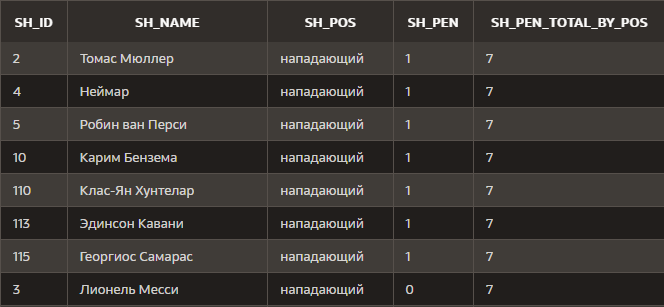 SH_ID SH_NAME SH_POS SH_PEN SH_PEN_TOTAL_BY_POS
2 Томас Мюллер нападающий 1 7
4 Неймар нападающий 1 7
5 Робин ван Перси нападающий 1 7
10 Карим Бензема нападающий 1 7
110 Клас-Ян Хунтелар нападающий 1 7
113 Эдинсон Кавани нападающий 1 7
115 Георгиос Самарас нападающий 1 7
3 Лионель Месси нападающий 0 7